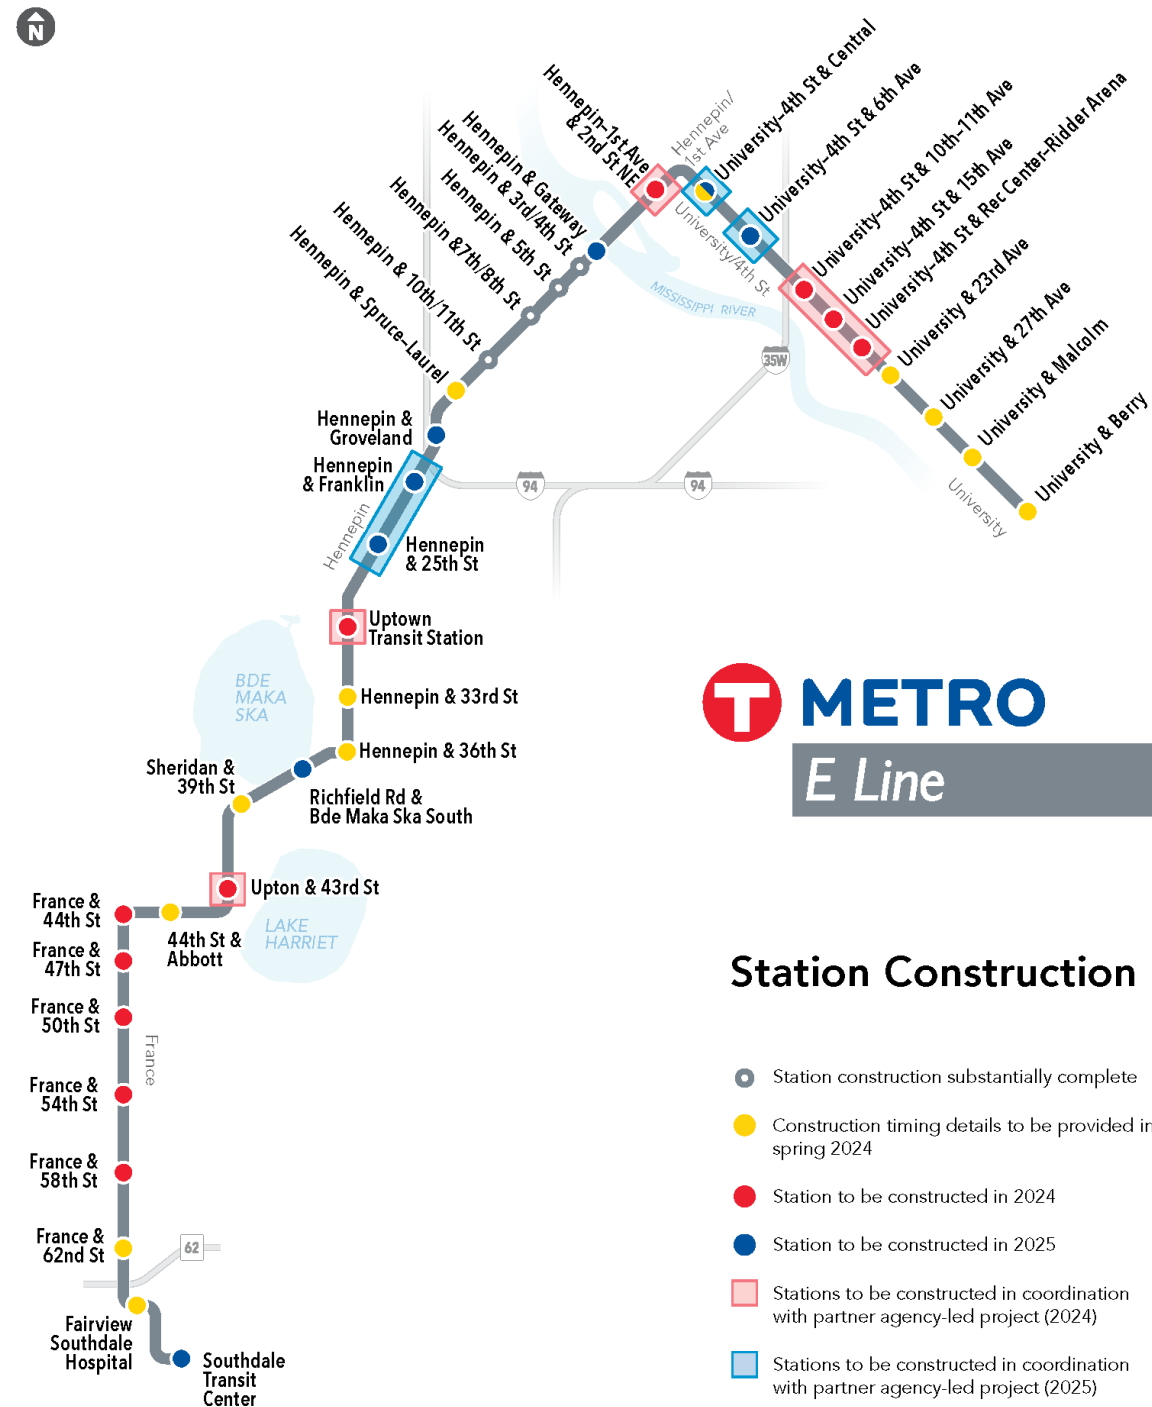 N
University–4th St & Central
University–4th St & 6th Ave
Hennepin–1st Ave
& 2nd St NE
Hennepin/
1st Ave
University–4th St & 10th–11th Ave
University–4th St & 15th Ave
University–4th St & Rec Center–Ridder Arena
Hennepin & Gateway
Hennepin & 3rd/4th St
Hennepin & 5th St
Hennepin &7th/8th St
Hennepin & 10th/11th St
Hennepin & Spruce–Laurel
University/4th St
MISSISSIPPI RIVER
University & 23rd Ave
University & 27th Ave
University & Malcolm
University & Berry
University
35W
94
94
Hennepin &
Groveland
Hennepin
& Franklin
Hennepin
Hennepin
& 25th St
Uptown
Transit Station
BDE
MAKA
SKA
Hennepin & 33rd St
Hennepin & 36th St
Sheridan &
39th St
Richfield Rd &
Bde Maka Ska South
Upton & 43rd St
LAKE
HARRIET
44th St &
Abbott
France &
44th St
France &
47th St
France &
50th St
France
France &
54th St
France &
58th St
France &
62nd St
62
Fairview
Southdale
Hospital
Southdale
Transit
Center
T METRO
E Line
Station Construction
Station construction substantially complete
Construction timing details to be provided in
spring 2024
Station to be constructed in 2024
Station to be constructed in 2025
Stations to be constructed in coordination
with partner agency-led project (2024)
Stations to be constructed in coordination
with partner agency-led project (2025)